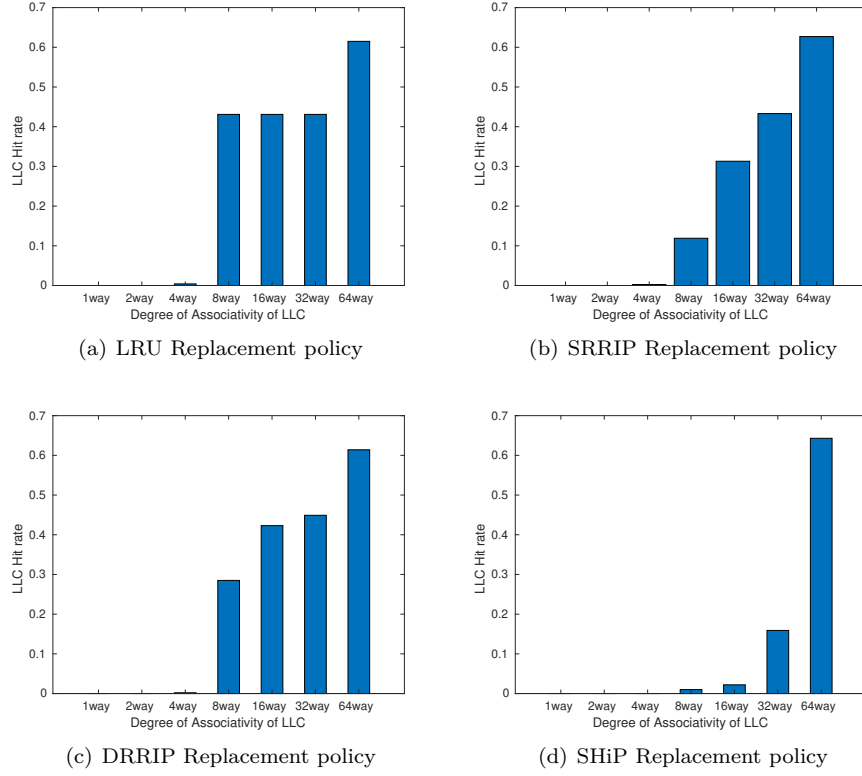 0.7
0.6
0.5
0.4
0.3
0.2
0.1
0
LLC Hit rate
1way 2way 4way 8way 16way 32way 64way
Degree of Associativity of LLC
(a) LRU Replacement policy
0.7
0.6
0.5
0.4
0.3
0.2
0.1
0
LLC Hit rate
1way 2way 4way 8way 16way 32way 64way
Degree of Associativity of LLC
(b) SRRIP Replacement policy
0.7
0.6
0.5
0.4
0.3
0.2
0.1
0
LLC Hit rate
1way 2way 4way 8way 16way 32way 64way
Degree of Associativity of LLC
(c) DRRIP Replacement policy
0.7
0.6
0.5
0.4
0.3
0.2
0.1
0
LLC Hit rate
1way 2way 4way 8way 16way 32way 64way
Degree of Associativity of LLC
(d) SHiP Replacement policy